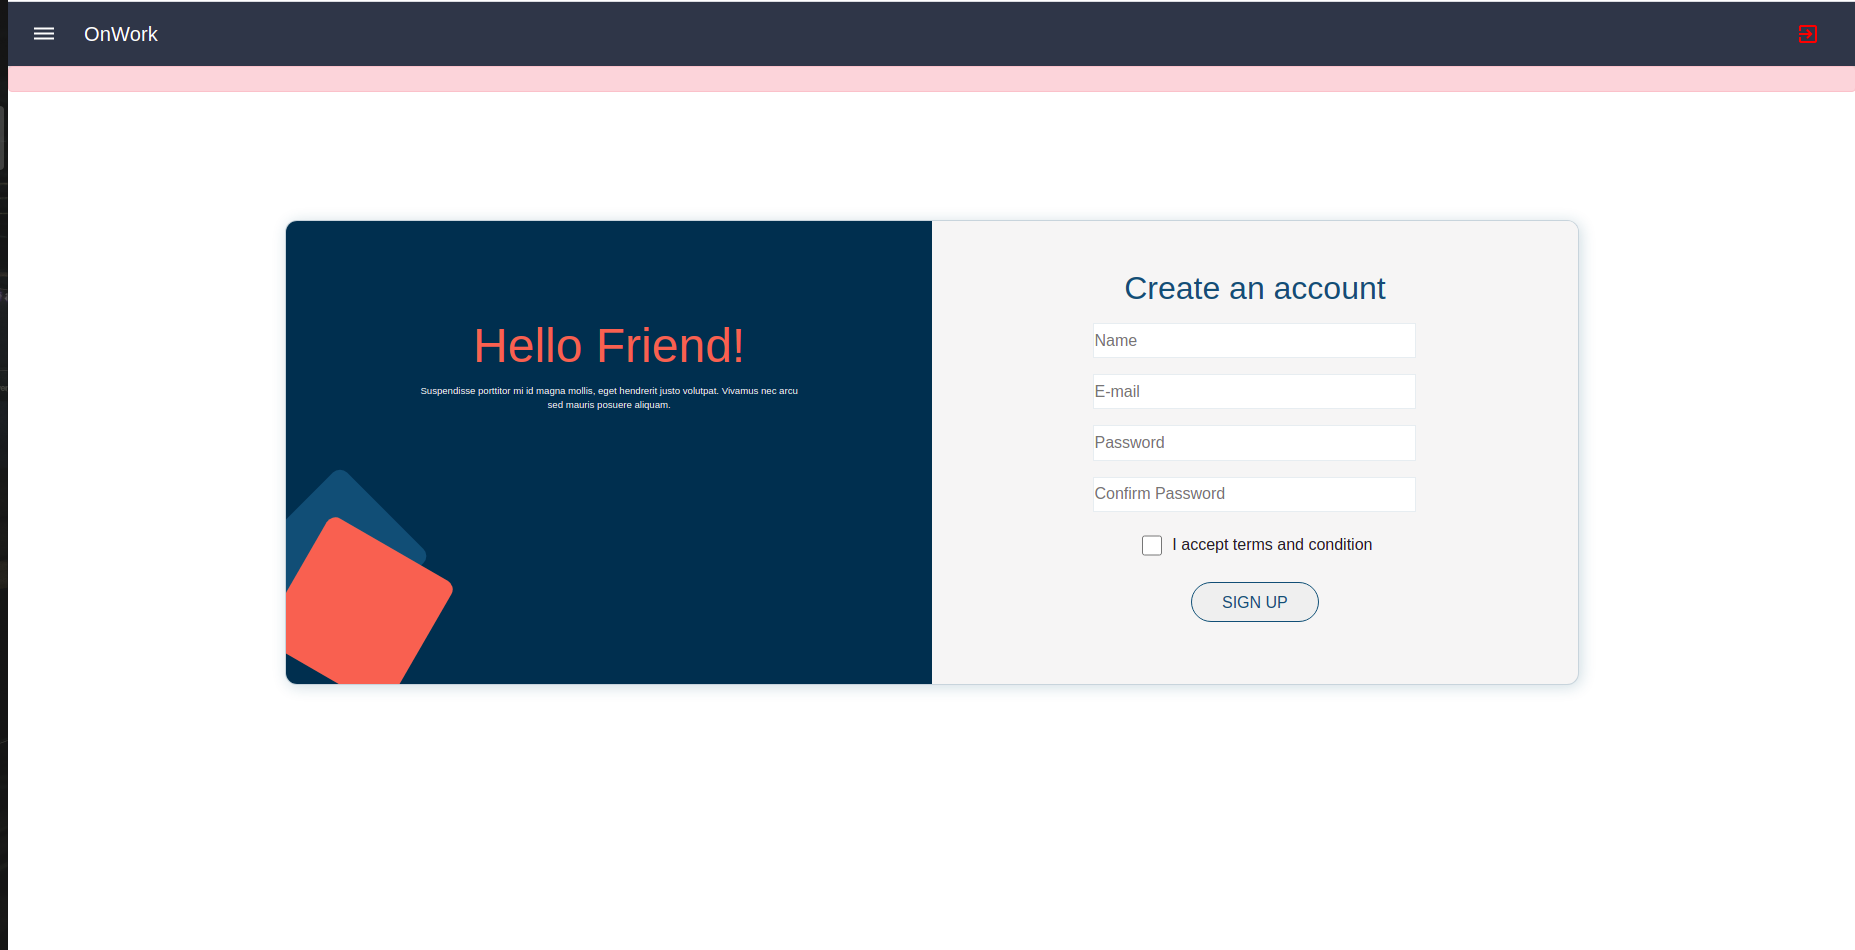 OnWork
Hello Friend!
Suspendisse porttitor mi id magna mollis, eget hendrerit justo volutpat. Vivamus nec arcu
sed mauris posuere aliquam.
Create an account
Name
E-mail
Password
Confirm Password
I accept terms and condition
SIGN UP